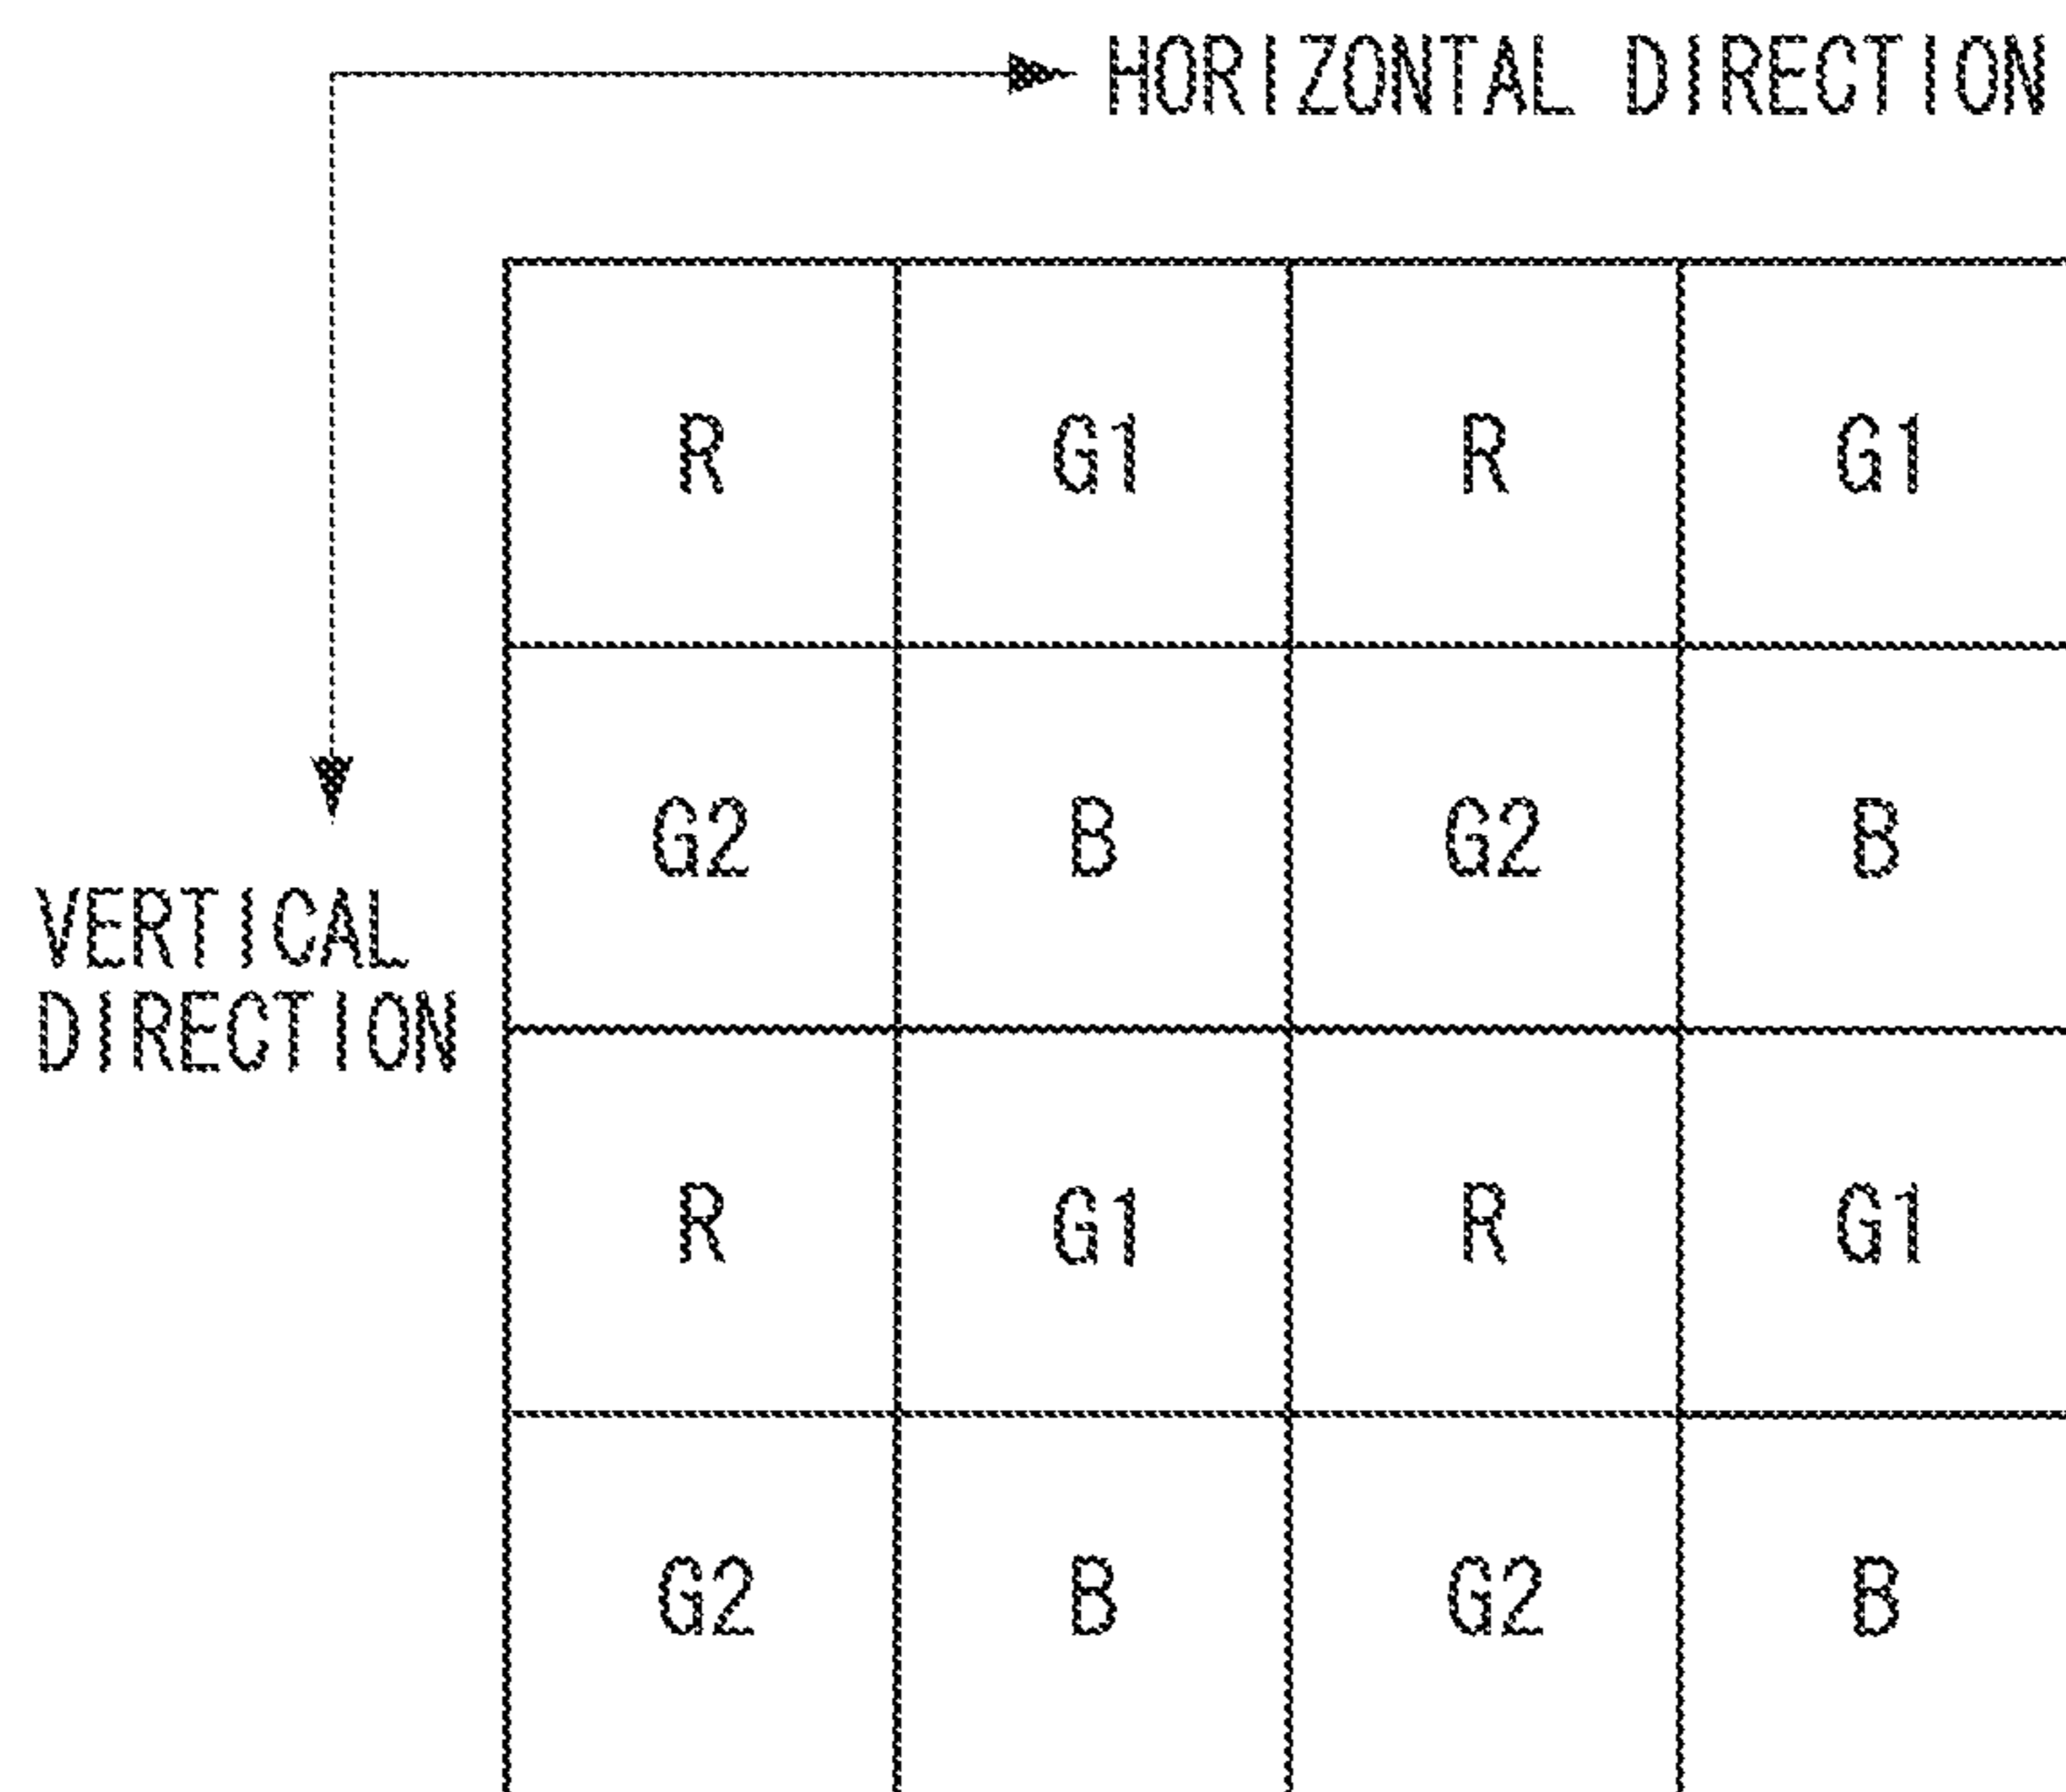 HORIZONTAL DIRECTION
R G1 R G1
G2 B G2 B
VERTICAL
DIRECTION
R G1 R G1
G2 B G2 B